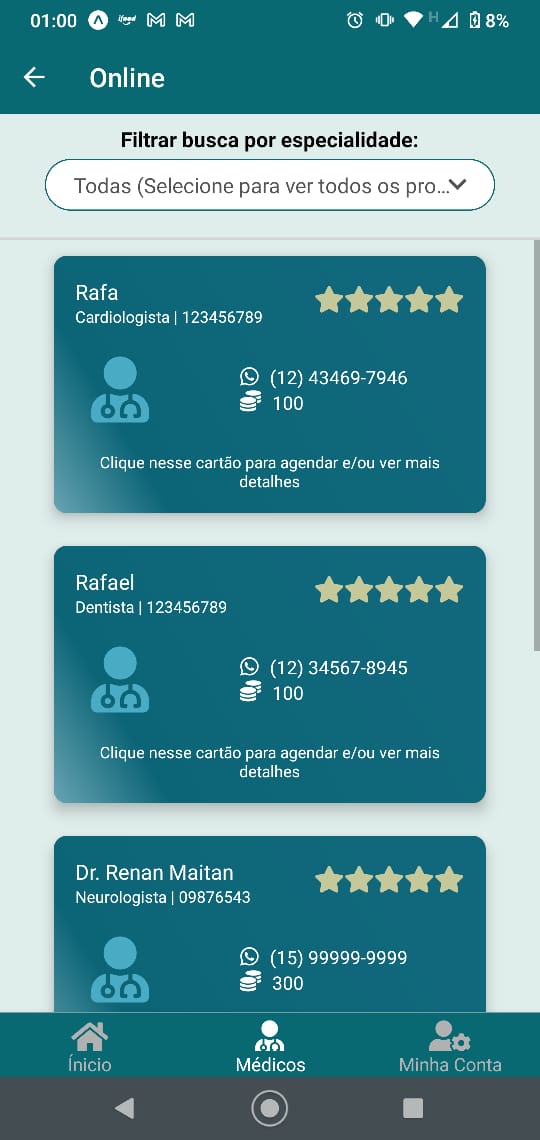 01:00
ifood
H
8%
Online
Filtrar busca por especialidade:
Todas (Selecione para ver todos os pro...
Rafa
Cardiologista | 123456789
(12) 43469-7946
100
Clique nesse cartão para agendar e/ou ver mais
detalhes
Rafael
Dentista | 123456789
(12) 34567-8945
100
Clique nesse cartão para agendar e/ou ver mais
detalhes
Dr. Renan Maitan
Neurologista | 09876543
(15) 99999-9999
300
Ínicio
Médicos
Minha Conta